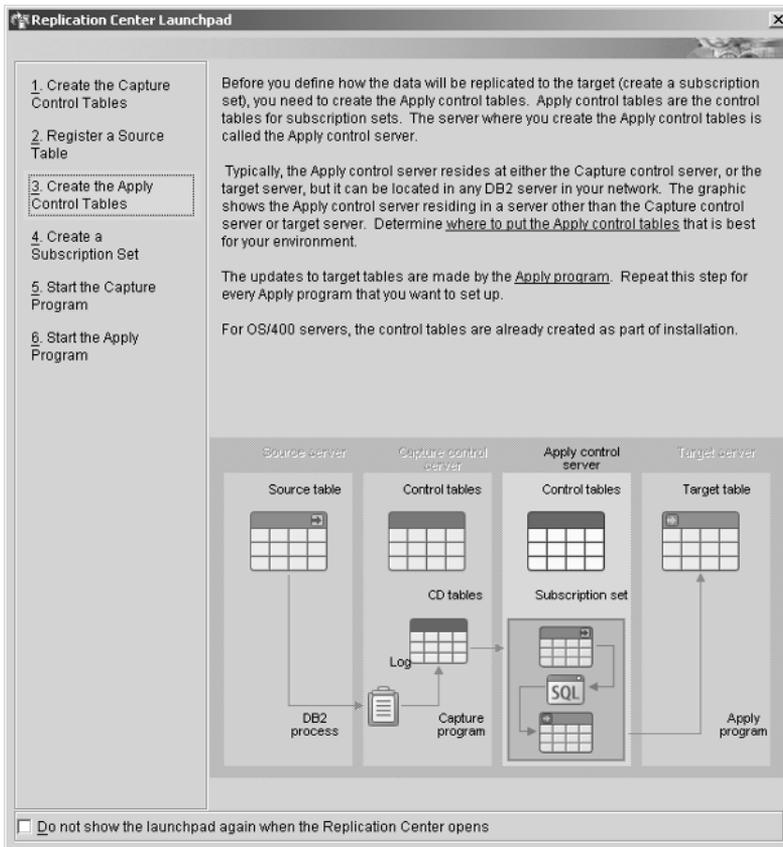 Replication Center Launchpad
1. Create the Capture
Control Tables
2. Register a Source
Table
3. Create the Apply
Control Tables
4. Create a
Subscription Set
5. Start the Capture
Program
6. Start the Apply
Program
Before you define how the data will be replicated to the target (create a subscription
set), you need to create the Apply control tables. Apply control tables are the control
tables for subscription sets. The server where you create the Apply control tables is
called the Apply control server.
Typically, the Apply control server resides at either the Capture control server, or the
target server, but it can be located in any DB2 server in your network. The graphic
shows the Apply control server residing in a server other than the Capture control
server or target server. Determine where to put the Apply control tables that is best
for your environment.
The updates to target tables are made by the Apply program. Repeat this step for
every Apply program that you want to set up.
For OS/400 servers, the control tables are already created as part of installation.
Source server
Capture control
server
Apply control
server
Target server
Source table
Control tables
Control tables
Target table
CD tables
Subscription set
Log
SQL
DB2
process
Capture
program
Apply
program
Do not show the launchpad again when the Replication Center opens